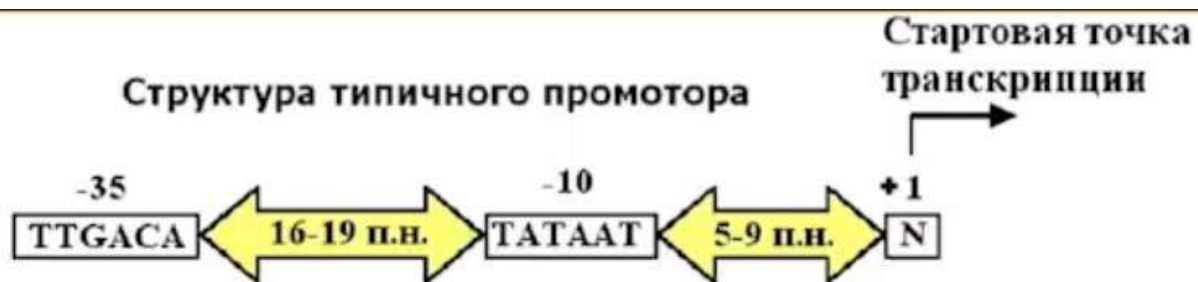 Стартовая точка
транскрипции
Структура типичного промотора
-35 -10 +1
TTGACA 16-19 п.н. TATAAT 5-9 п.н. N